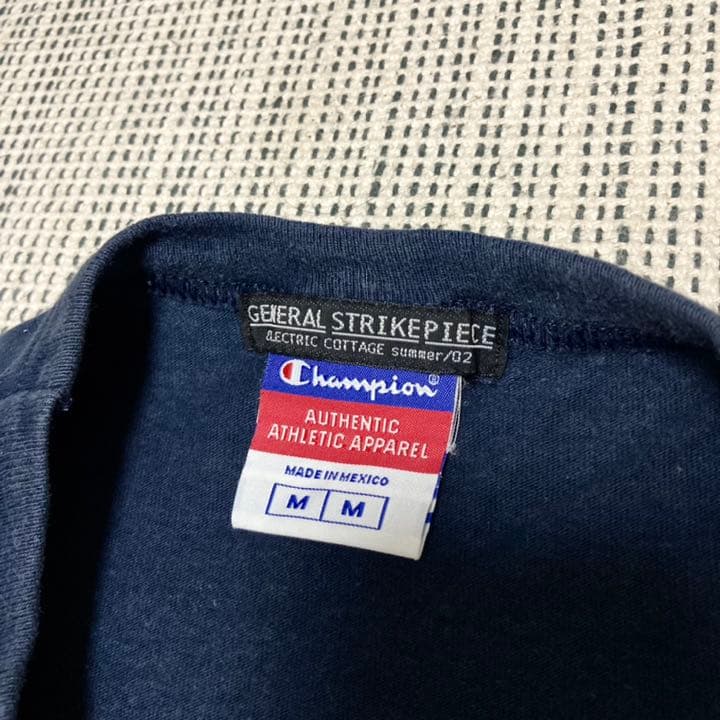 GENERAL STRIKEPIECE
ELECTRIC COTTAGE summer/02
Champion®
AUTHENTIC
ATHLETIC APPAREL
MADE IN MEXICO
M M